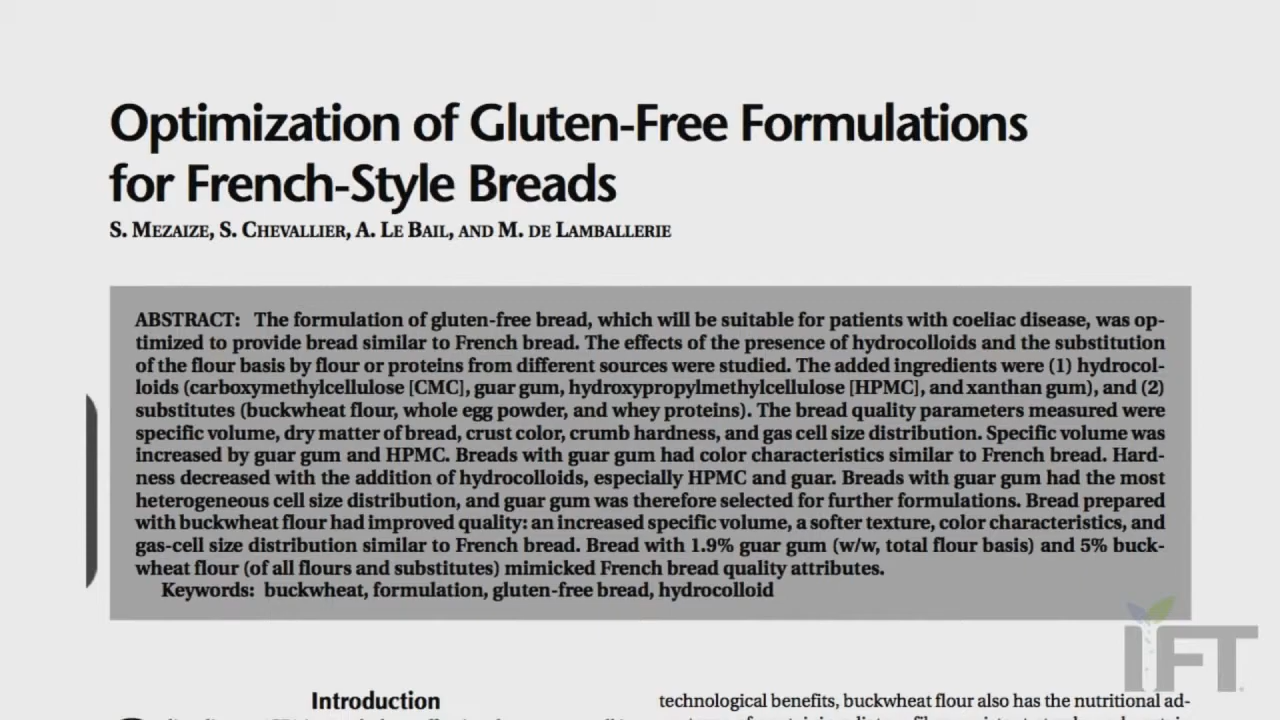 Optimization of Gluten-Free Formulations
for French-Style Breads
S. MEZAIZE, S. CHEVALLIER, A. LE BAIL, AND M. DE LAMBALLERIE
ABSTRACT: The formulation of gluten-free bread, which will be suitable for patients with coeliac disease, was op-
timized to provide bread similar to French bread. The effects of the presence of hydrocolloids and the substitution
of the flour basis by flour or proteins from different sources were studied. The added ingredients were (1) hydrocol-
loids (carboxymethylcellulose [CMC], guar gum, hydroxypropylmethylcellulose [HPMC], and xanthan gum), and (2)
substitutes (buckwheat flour, whole egg powder, and whey proteins). The bread quality parameters measured were
specific volume, dry matter of bread, crust color, crumb hardness, and gas cell size distribution. Specific volume was
increased by guar gum and HPMC. Breads with guar gum had color characteristics similar to French bread. Hard-
ness decreased with the addition of hydrocolloids, especially HPMC and guar. Breads with guar gum had the most
heterogeneous cell size distribution, and guar gum was therefore selected for further formulations. Bread prepared
with buckwheat flour had improved quality: an increased specific volume, a softer texture, color characteristics, and
gas-cell size distribution similar to French bread. Bread with 1.9% guar gum (w/w, total flour basis) and 5% buck-
wheat flour (of all flours and substitutes) mimicked French bread quality attributes.
Keywords: buckwheat, formulation, gluten-free bread, hydrocolloid
IFT
Introduction
technological benefits, buckwheat flour also has the nutritional ad-